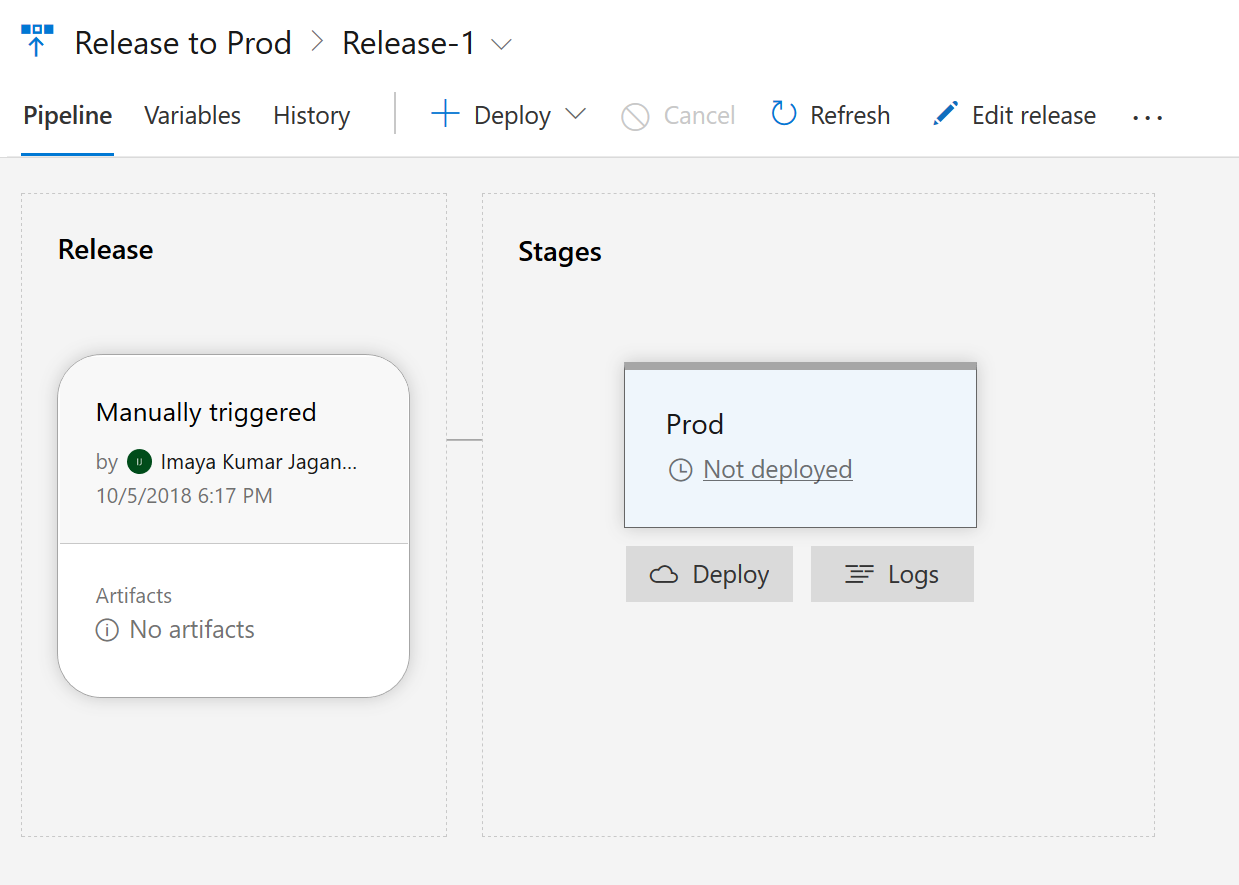 Release to Prod > Release-1
Pipeline Variables History Deploy Cancel Refresh Edit release ...
Release
Manually triggered
by Imaya Kumar Jagan...
10/5/2018 6:17 PM
Artifacts
No artifacts
Stages
Prod
Not deployed
Deploy Logs